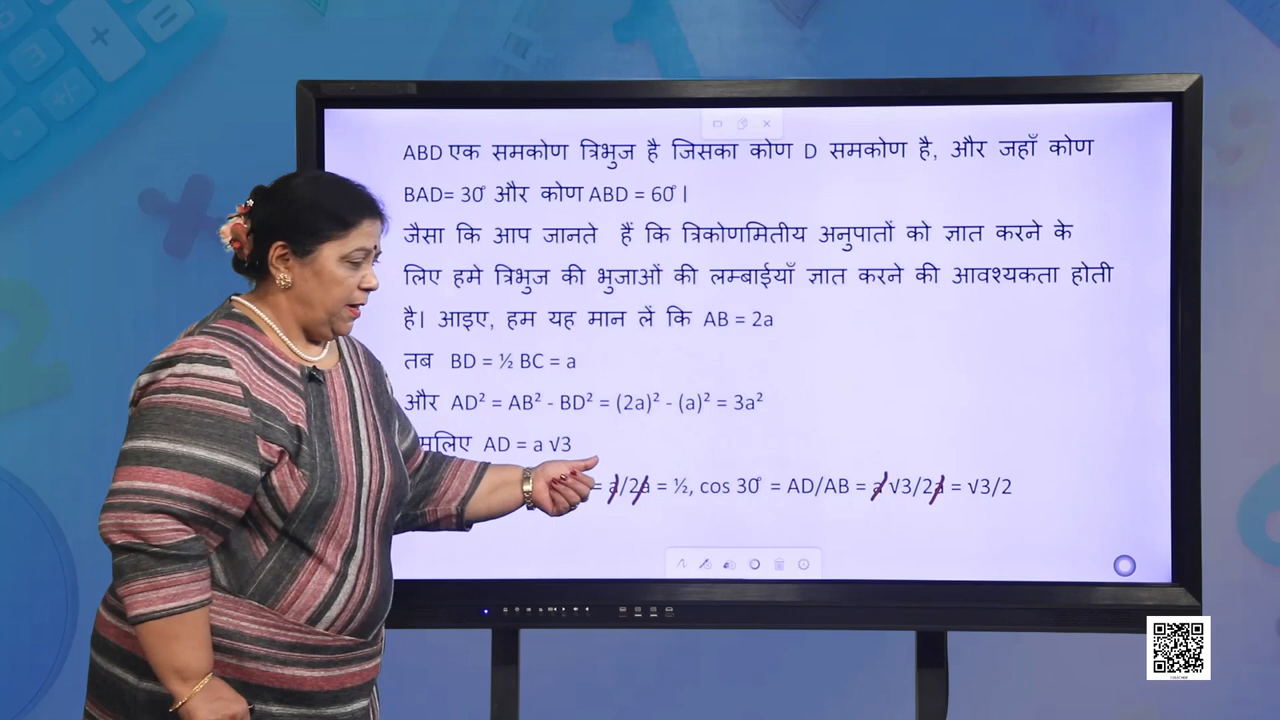 ABD एक समकोण त्रिभुज है जिसका कोण D समकोण है, और जहाँ कोण
BAD= 30° और कोण ABD = 60° |
जैसा कि आप जानते हैं कि त्रिकोणमितीय अनुपातों को ज्ञात करने के
लिए हमे त्रिभुज की भुजाओं की लम्बाईयाँ ज्ञात करने की आवश्यकता होती
है। आइए, हम यह मान लें कि AB = 2a
तब BD = ½ BC = a
और AD² = AB² - BD² = (2a)² - (a)² = 3a²
AD = a √3
= a/2a = ½, cos 30° = AD/AB = a √3/2a = √3/2